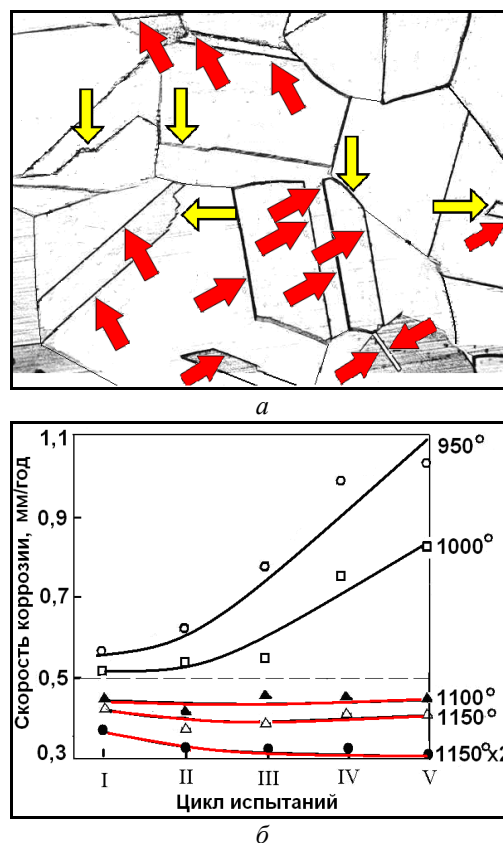 а
Скорость коррозии, мм/год
1,1
0,9
0,7
0,5
0,3
950°
1000°
1100°
1150°
1150°х2
I II III IV V
Цикл испытаний
б